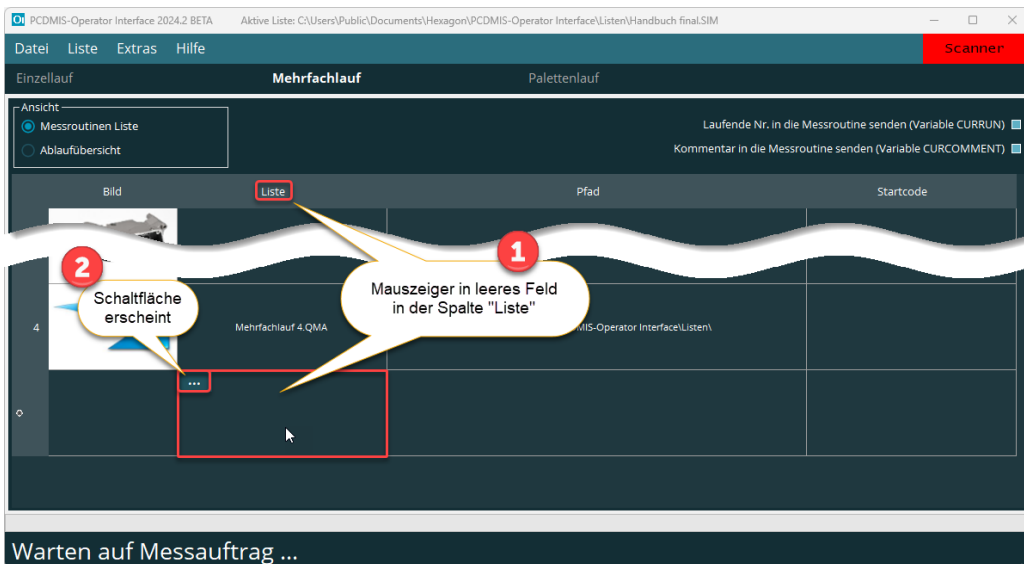 PCDMIS-Operator Interface 2024.2 BETA Aktive Liste: C:\Users\Public\Documents\Hexagon\PCDMIS-Operator Interface\Listen\Handbuch final.SIM
Datei Liste Extras Hilfe Scanner
Einzellauf Mehrfachlauf Palettenlauf
Ansicht
Messroutinen Liste
Ablaufübersicht
Laufende Nr. in die Messroutine senden (Variable CURRUN)
Kommentar in die Messroutine senden (Variable CURCOMMENT)
Bild Liste Pfad Startcode
1
Mauszeiger in leeres Feld
in der Spalte "Liste"
2
Schaltfläche
erscheint
4 Mehrfachlauf 4.QMA MIS-Operator Interface\Listen\
...
Warten auf Messauftrag ...